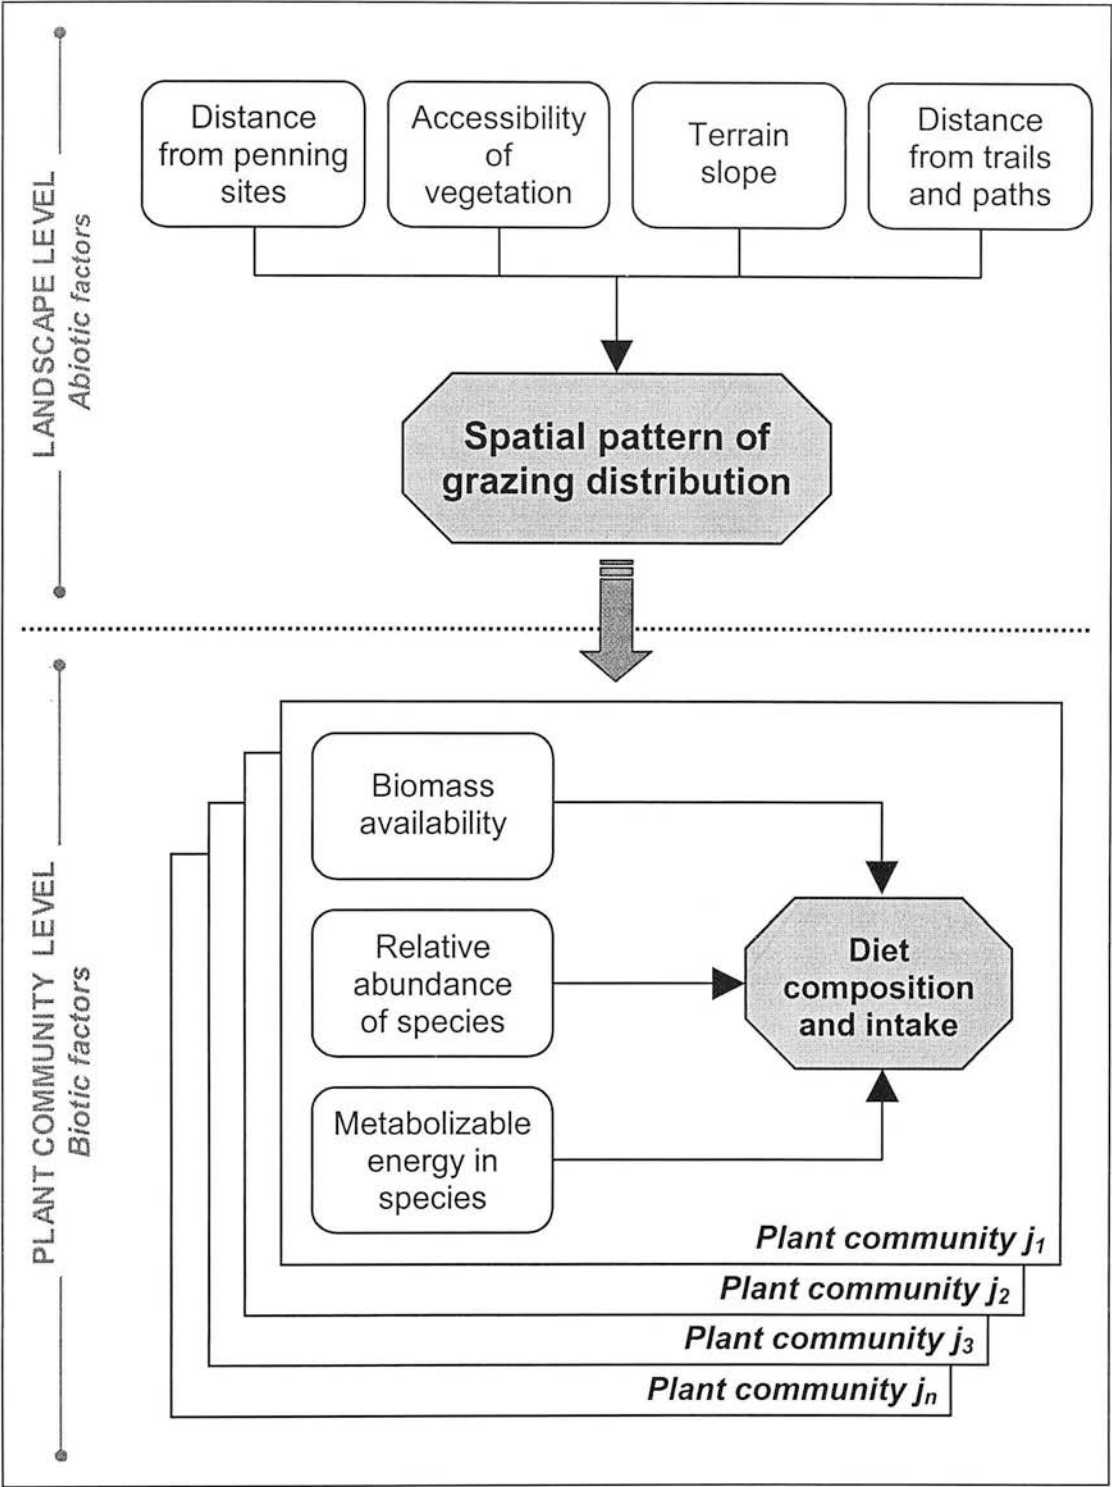 LANDSCAPE LEVEL
Abiotic factors
Distance
from penning
sites
Accessibility
of
vegetation
Terrain
slope
Distance
from trails
and paths
Spatial pattern of
grazing distribution
PLANT COMMUNITY LEVEL
Biotic factors
Biomass
availability
Relative
abundance
of species
Metabolizable
energy in
species
Diet
composition
and intake
Plant community j1
Plant community j2
Plant community j3
Plant community jn